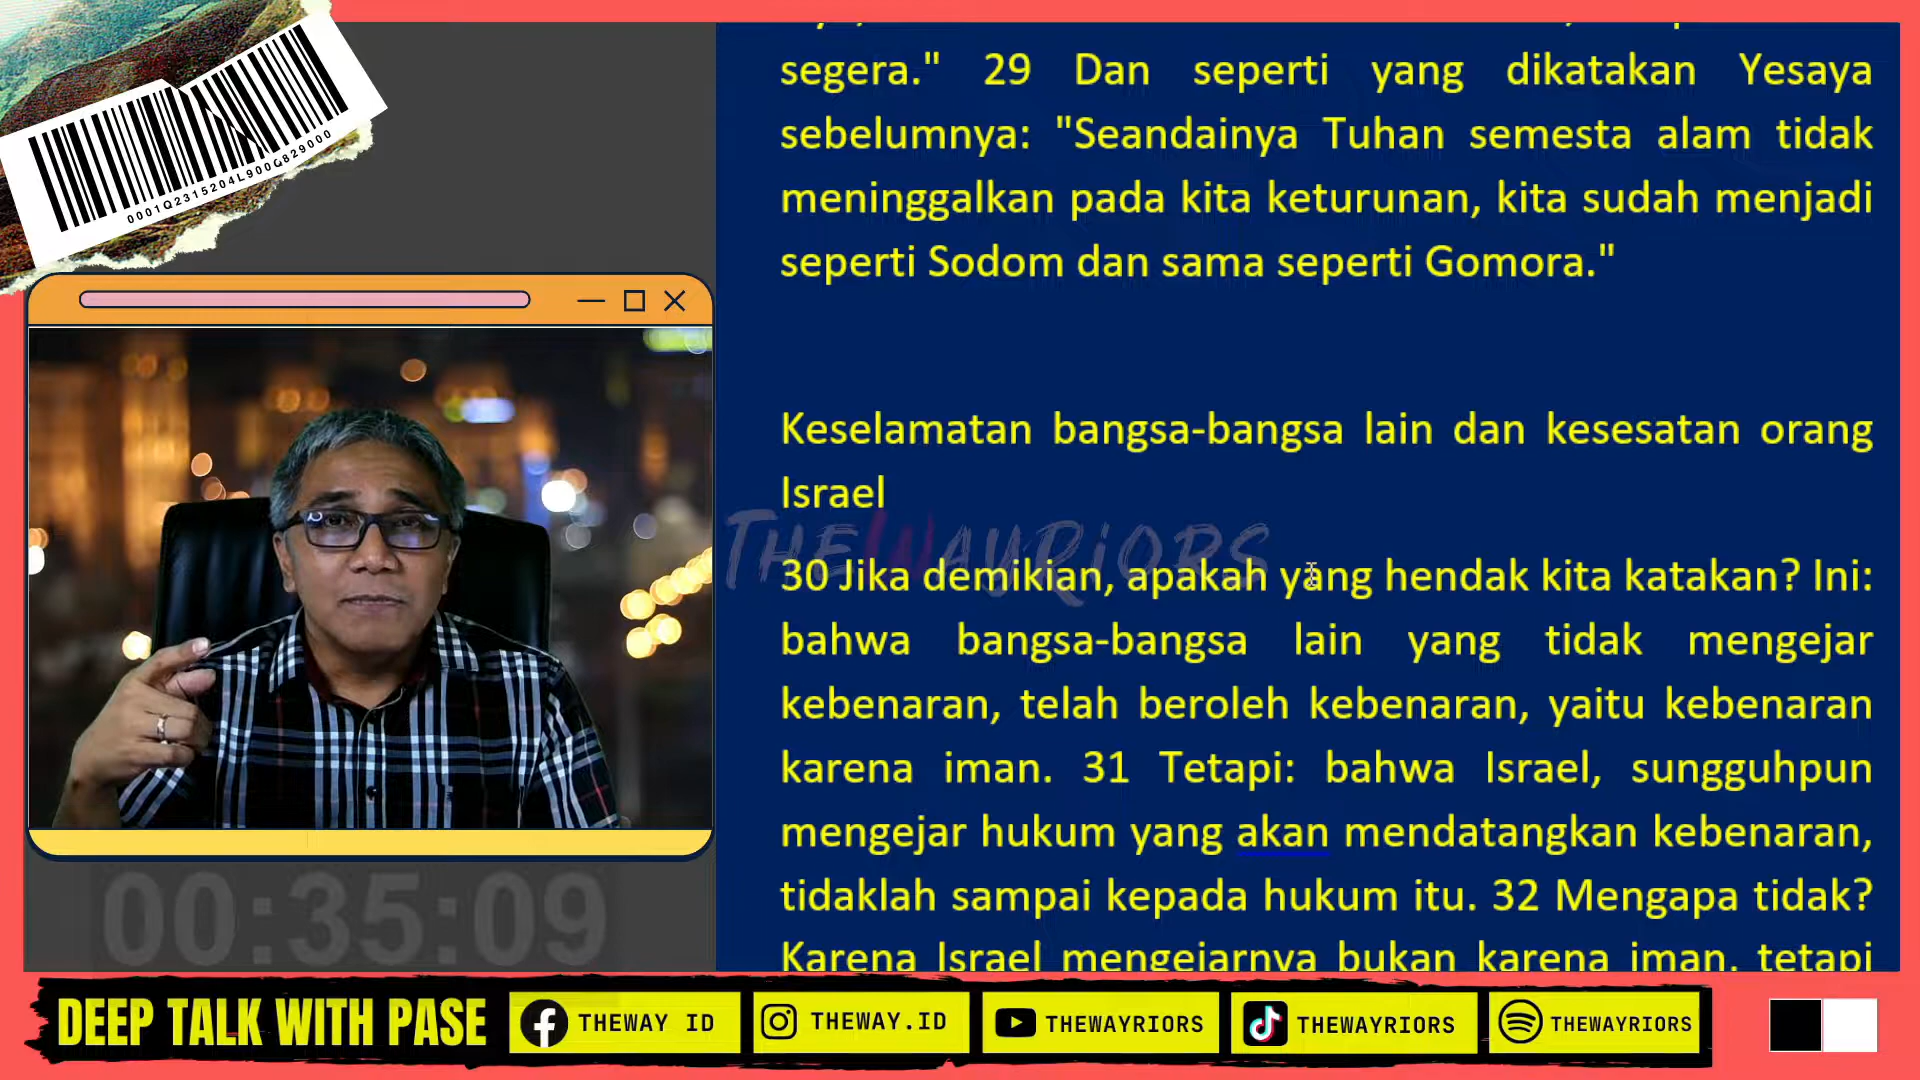 segera." 29 Dan seperti yang dikatakan Yesaya
sebelumnya: "Seandainya Tuhan semesta alam tidak
meninggalkan pada kita keturunan, kita sudah menjadi
seperti Sodom dan sama seperti Gomora."
Keselamatan bangsa-bangsa lain dan kesesatan orang
Israel
30 Jika demikian, apakah yang hendak kita katakan? Ini:
bahwa bangsa-bangsa lain yang tidak mengejar
kebenaran, telah beroleh kebenaran, yaitu kebenaran
karena iman. 31 Tetapi: bahwa Israel, sungguhpun
mengejar hukum yang akan mendatangkan kebenaran,
tidaklah sampai kepada hukum itu. 32 Mengapa tidak?
Karena Israel mengejarnya bukan karena iman, tetapi
THEWAYRIORS
00:35:09
DEEP TALK WITH PASE
THEWAY ID
THEWAY.ID
THEWAYRIORS
THEWAYRIORS
THEWAYRIORS